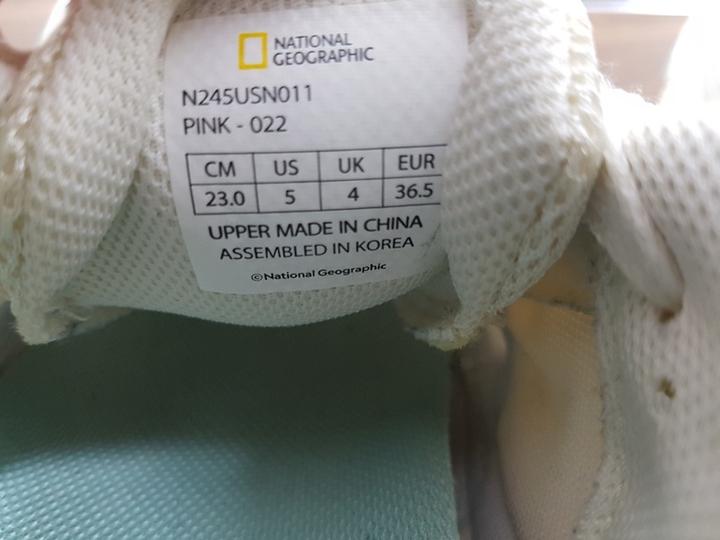 NATIONAL
GEOGRAPHIC
N245USN011
PINK - 022
CM US UK EUR
23.0 5 4 36.5
UPPER MADE IN CHINA
ASSEMBLED IN KOREA
©National Geographic